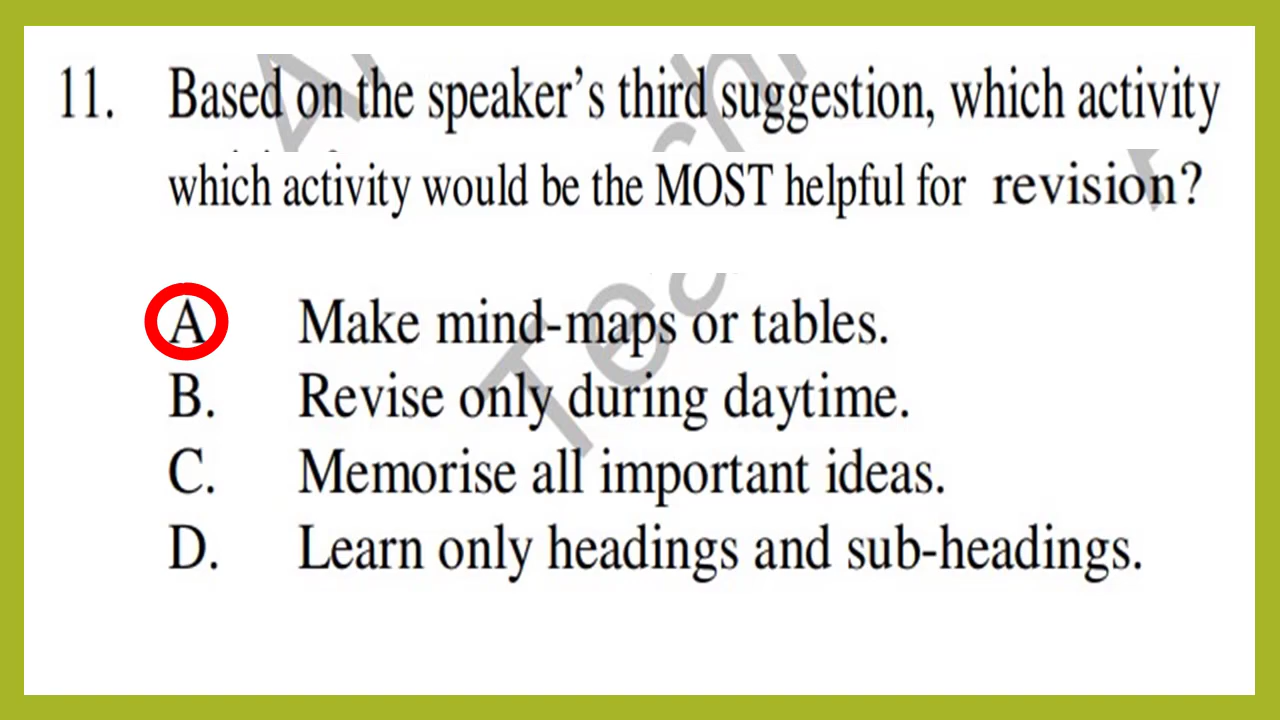 11. Based on the speaker's third suggestion, which activity
which activity would be the MOST helpful for revision?
A Make mind-maps or tables.
B. Revise only during daytime.
C. Memorise all important ideas.
D. Learn only headings and sub-headings.